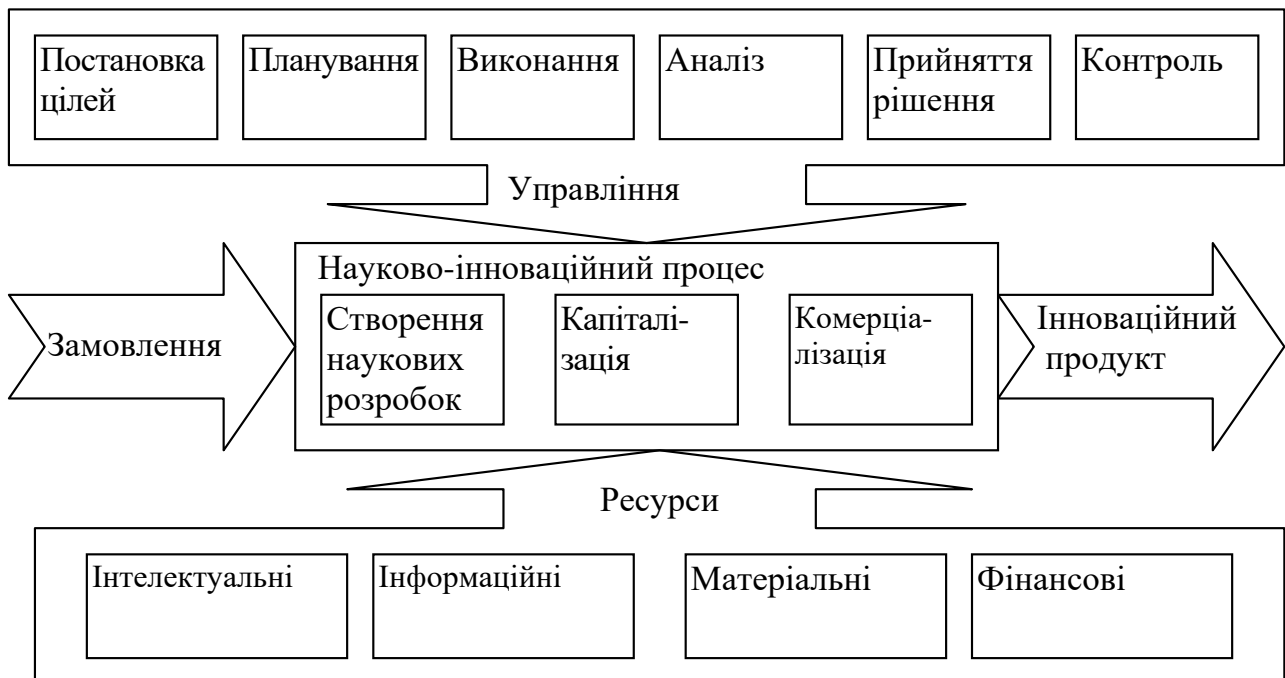 Постановка
цілей
Планування
Виконання
Аналіз
Прийняття
рішення
Контроль
Управління
Замовлення
Науково-інноваційний процес
Створення
наукових
розробок
Капіталі-
зація
Комерціа-
лізація
Інноваційний
продукт
Ресурси
Інтелектуальні
Інформаційні
Матеріальні
Фінансові